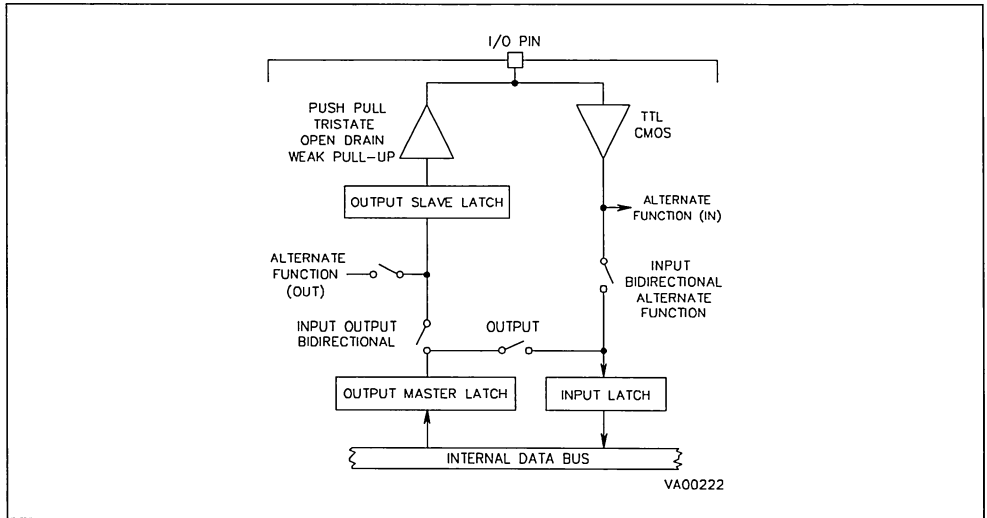 I/O PIN
PUSH PULL
TRISTATE
OPEN DRAIN
WEAK PULL-UP
TTL
CMOS
OUTPUT SLAVE LATCH
ALTERNATE
FUNCTION (IN)
ALTERNATE
FUNCTION
(OUT)
INPUT
BIDIRECTIONAL
ALTERNATE
FUNCTION
INPUT OUTPUT
BIDIRECTIONAL
OUTPUT
OUTPUT MASTER LATCH
INPUT LATCH
INTERNAL DATA BUS
VA00222